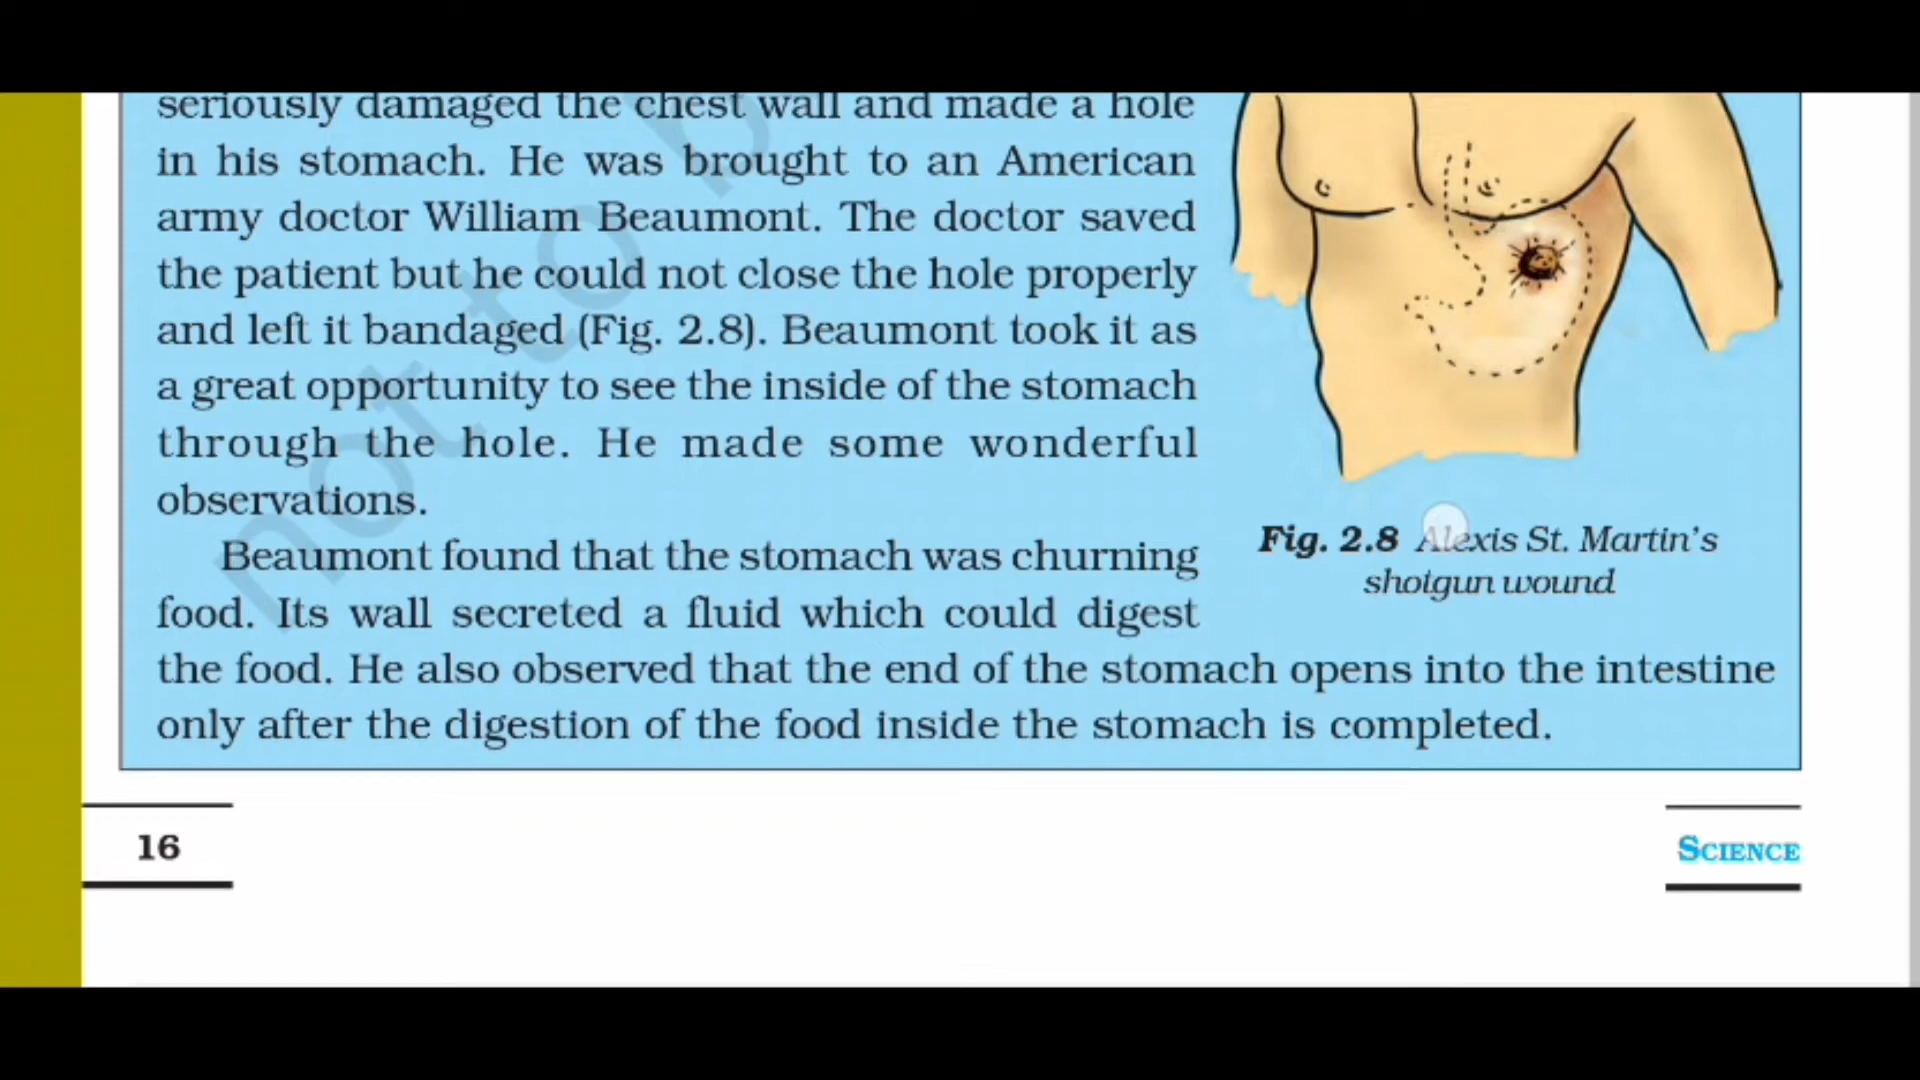 seriously damaged the chest wall and made a hole
in his stomach. He was brought to an American
army doctor William Beaumont. The doctor saved
the patient but he could not close the hole properly
and left it bandaged (Fig. 2.8). Beaumont took it as
a great opportunity to see the inside of the stomach
through the hole. He made some wonderful
observations.
Beaumont found that the stomach was churning
food. Its wall secreted a fluid which could digest
the food. He also observed that the end of the stomach opens into the intestine
only after the digestion of the food inside the stomach is completed.
Fig. 2.8 Alexis St. Martin's
shotgun wound
not to b
16
SCIENCE